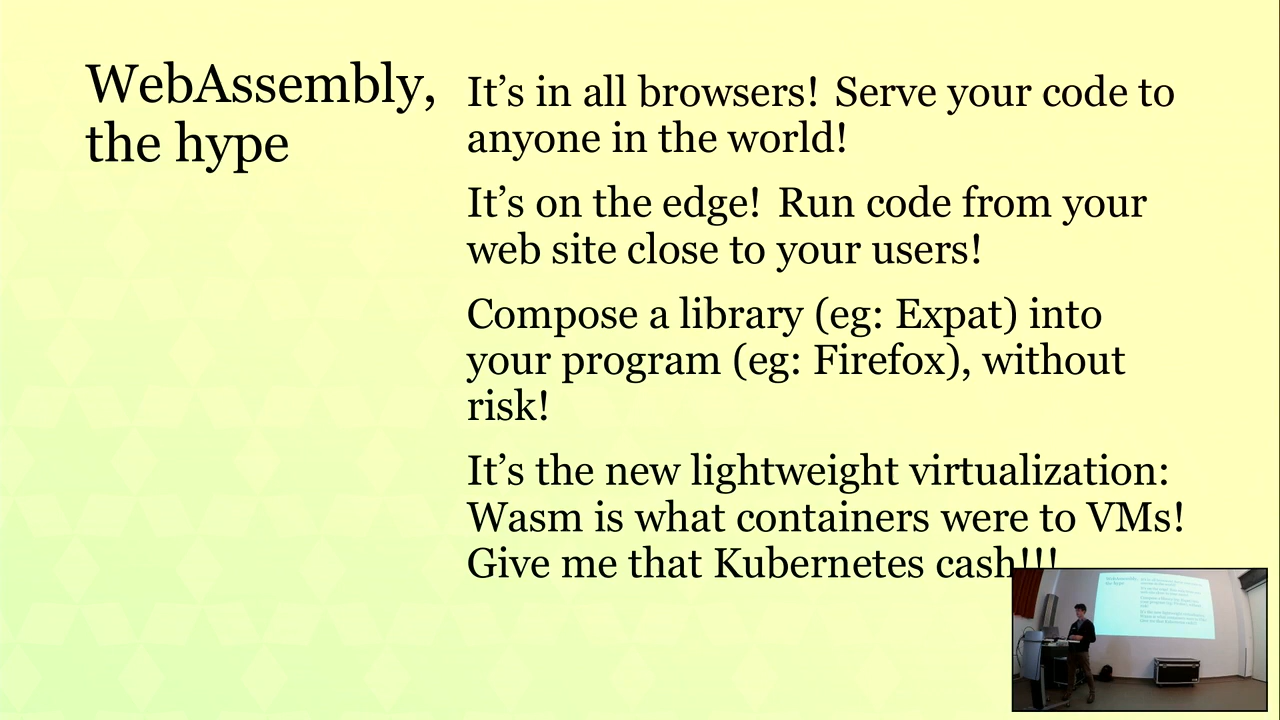 WebAssembly,
the hype
It’s in all browsers! Serve your code to
anyone in the world!
It’s on the edge! Run code from your
web site close to your users!
Compose a library (eg: Expat) into
your program (eg: Firefox), without
risk!
It’s the new lightweight virtualization:
Wasm is what containers were to VMs!
Give me that Kubernetes cash!!!